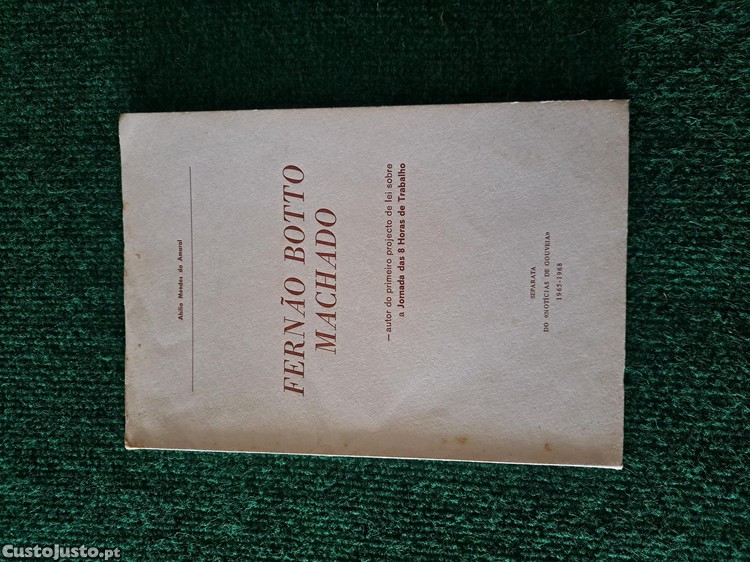 Abílio Mendes do Amaral
FERNÃO BOTTO
MACHADO
— autor do primeiro projecto de lei sobre
a Jornada das 8 Horas de Trabalho
SEPARATA
DO «NOTÍCIAS DE GOUVEIA»
1965-1968
CustoJusto.pt